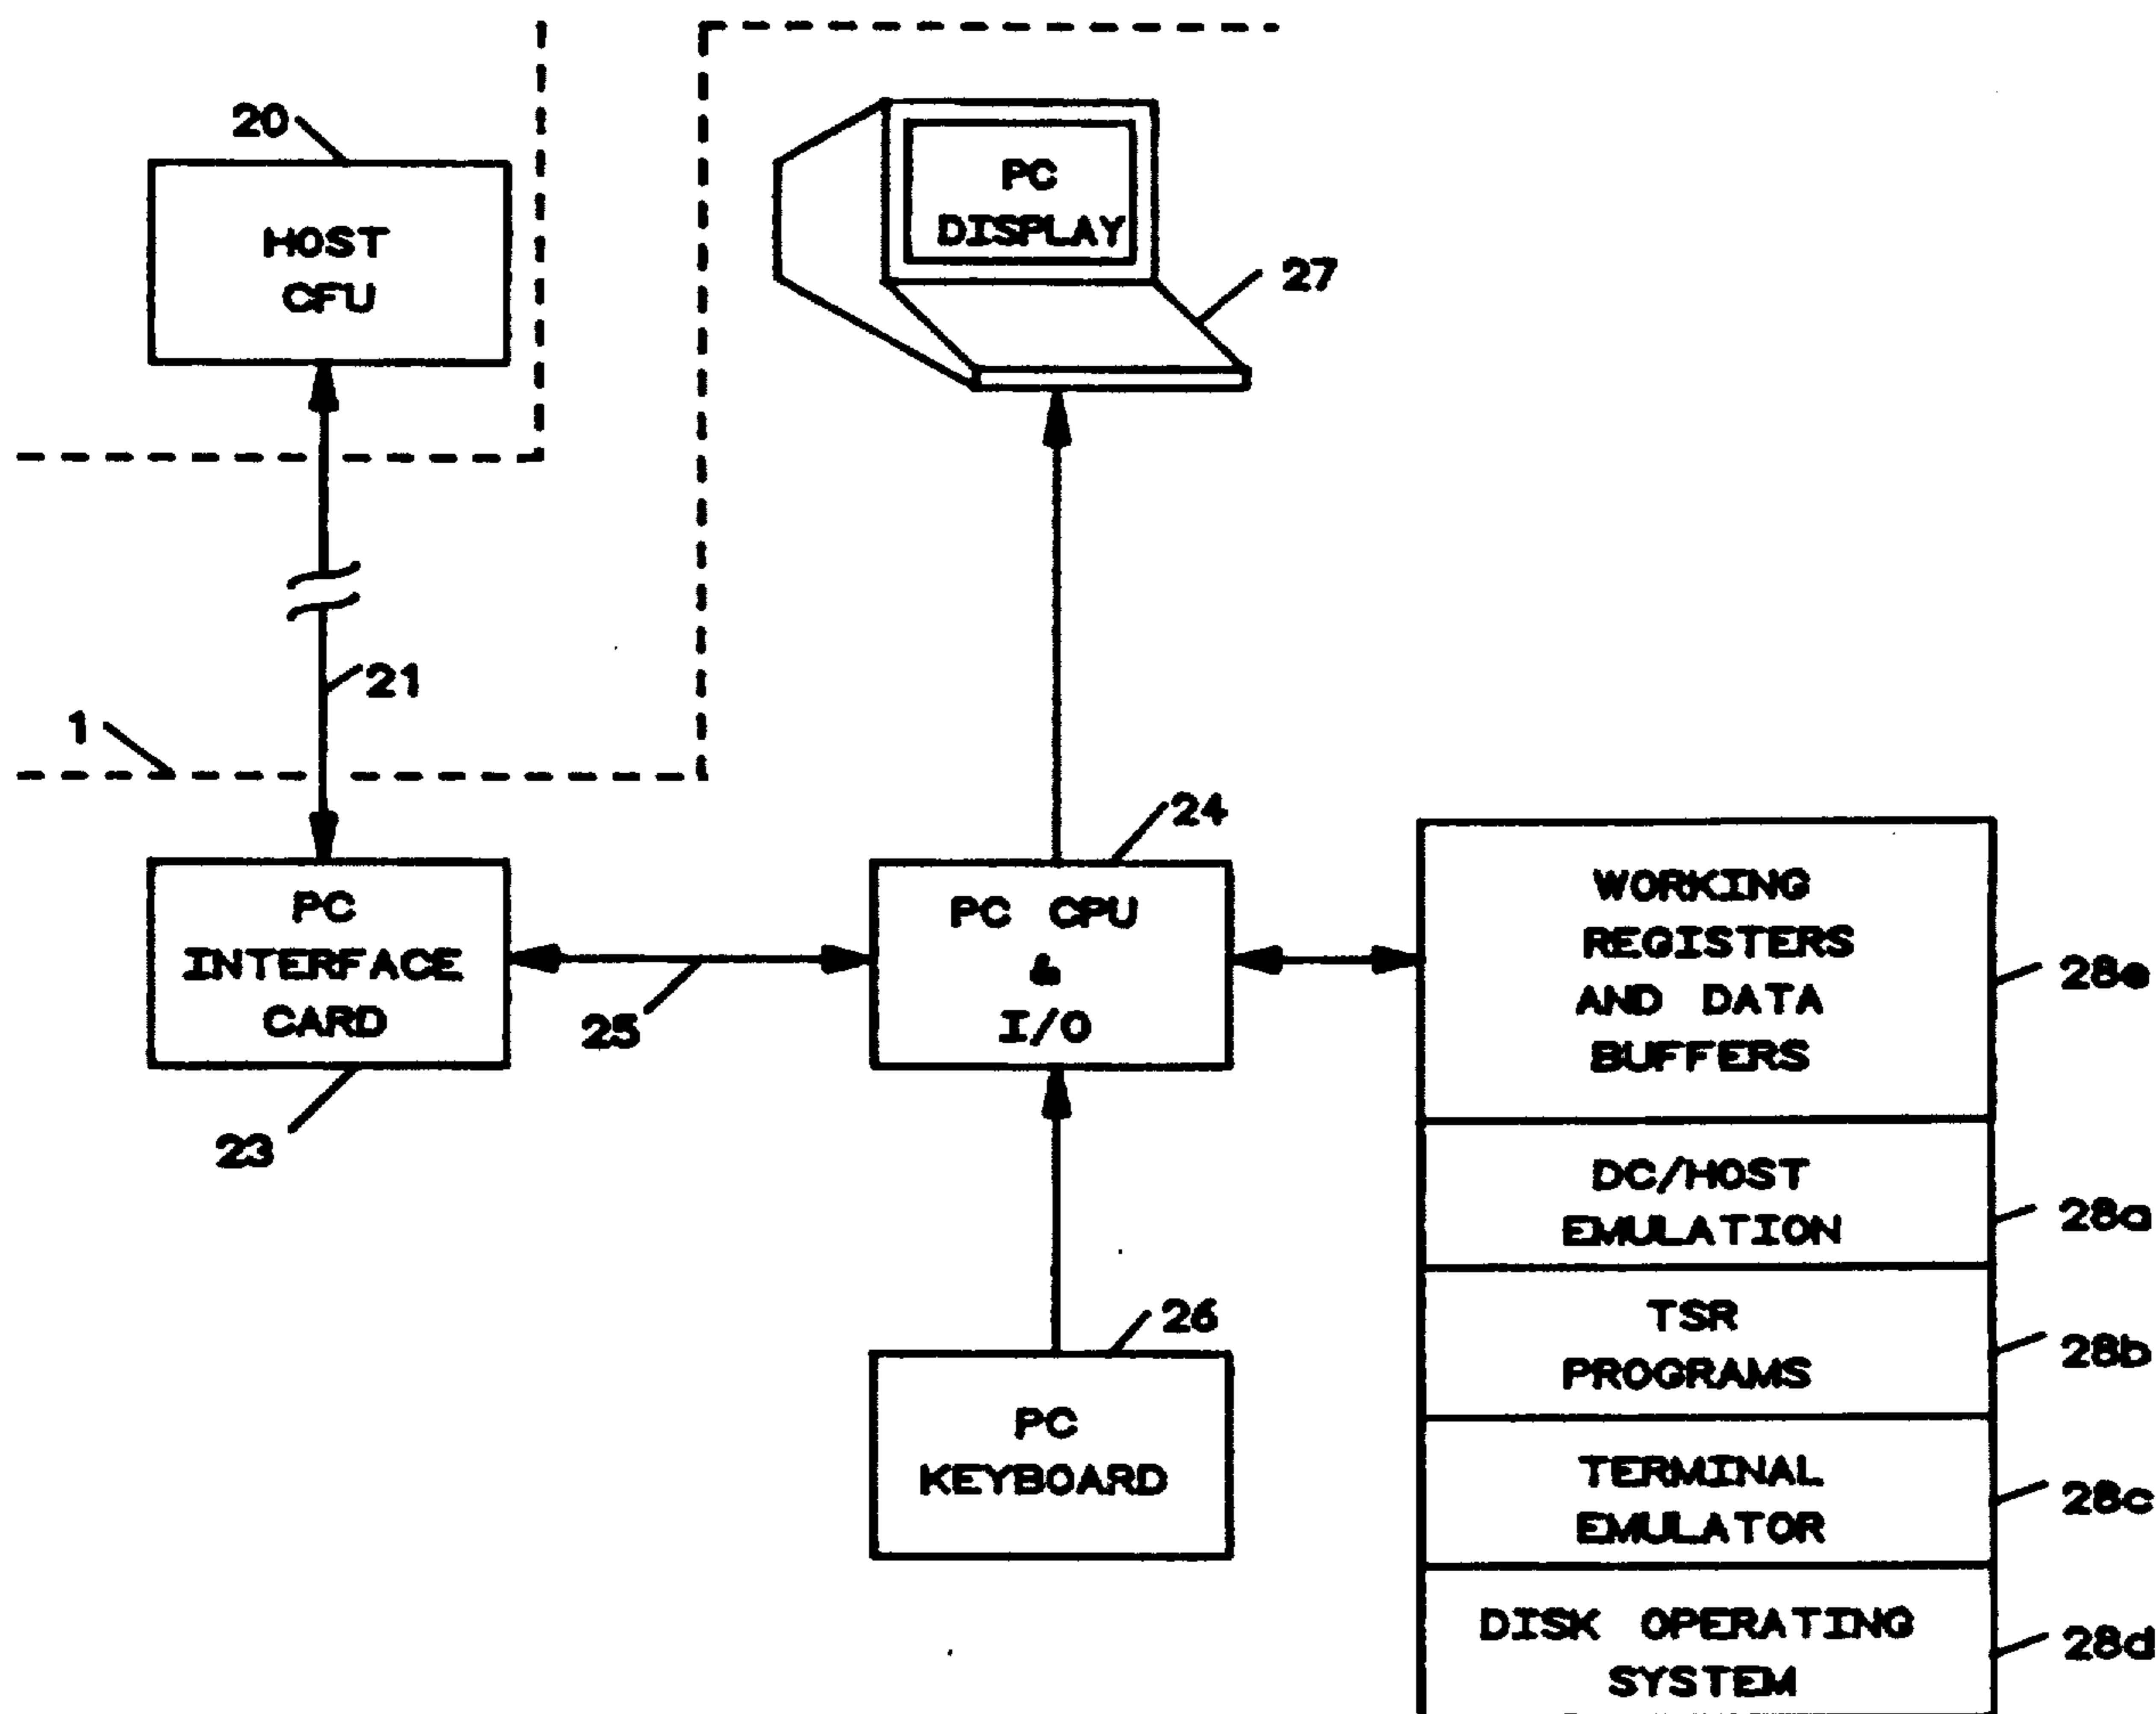 20
HOST
CFU
PC
DISPLAY
27
21
1
24
PC
INTERFACE
CARD
23
25
PC CPU
&
I/O
WORKING
REGISTERS
AND DATA
BUFFERS
28e
DC/HOST
EMULATION
28a
TSR
PROGRAMS
28b
26
PC
KEYBOARD
TERMINAL
EMULATOR
28c
DISK OPERATING
SYSTEM
28d